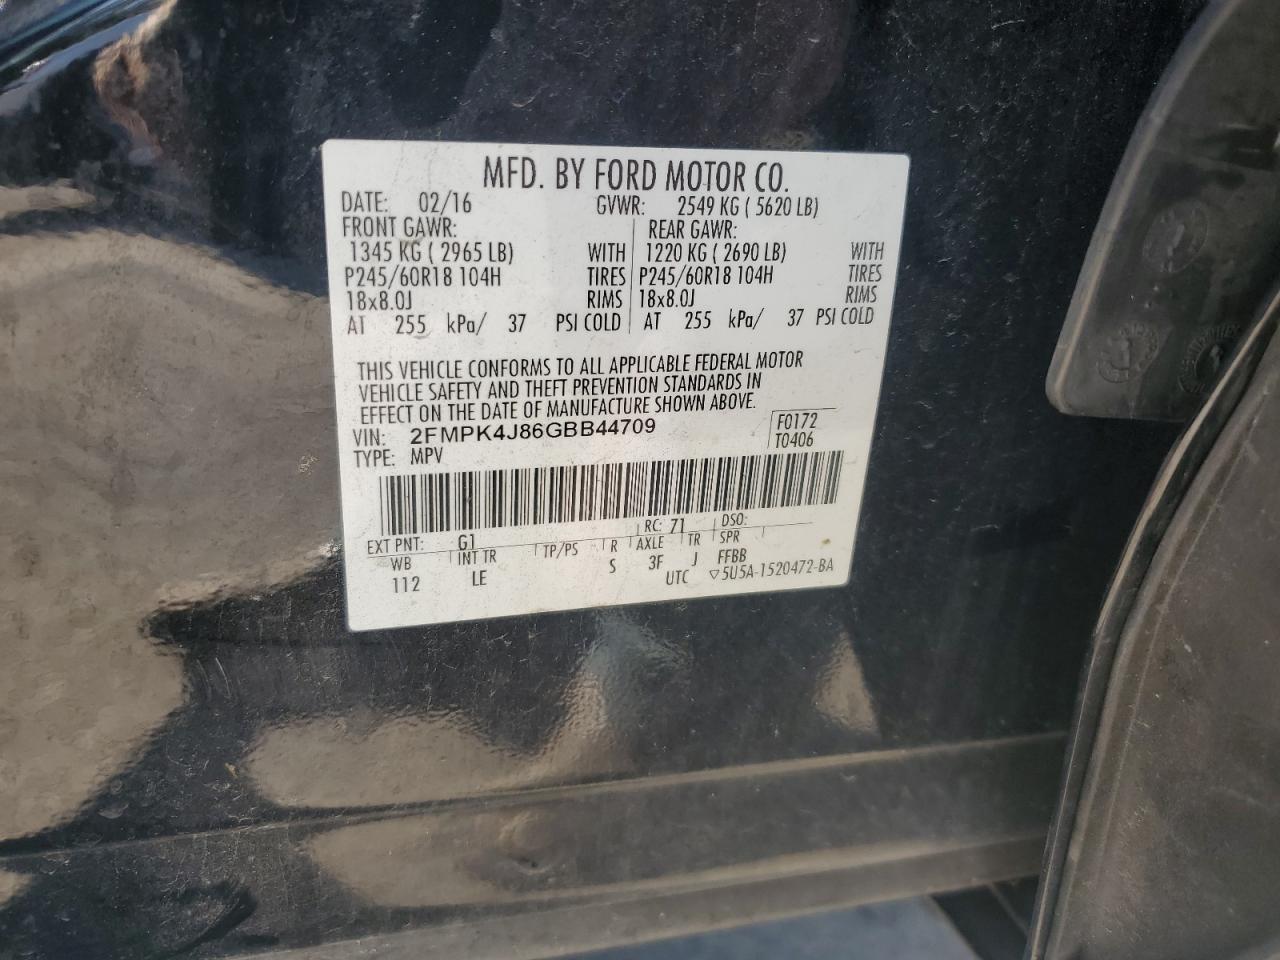 MFD. BY FORD MOTOR CO.
DATE: 02/16 GVWR: 2549 KG ( 5620 LB)
FRONT GAWR: REAR GAWR:
1345 KG ( 2965 LB) WITH 1220 KG ( 2690 LB) WITH
P245/60R18 104H TIRES P245/60R18 104H TIRES
18x8.0J RIMS 18x8.0J RIMS
AT 255 kPa/ 37 PSI COLD AT 255 kPa/ 37 PSI COLD
THIS VEHICLE CONFORMS TO ALL APPLICABLE FEDERAL MOTOR
VEHICLE SAFETY AND THEFT PREVENTION STANDARDS IN
EFFECT ON THE DATE OF MANUFACTURE SHOWN ABOVE.
VIN: 2FMPK4J86GBB44709 F0172
TYPE: MPV T0406
EXT PNT: G1 RC: 71 DSO:
WB INT TR TP/PS R AXLE TR SPR
112 LE S 3F J FFBB
UTC ▽5U5A-1520472-BA